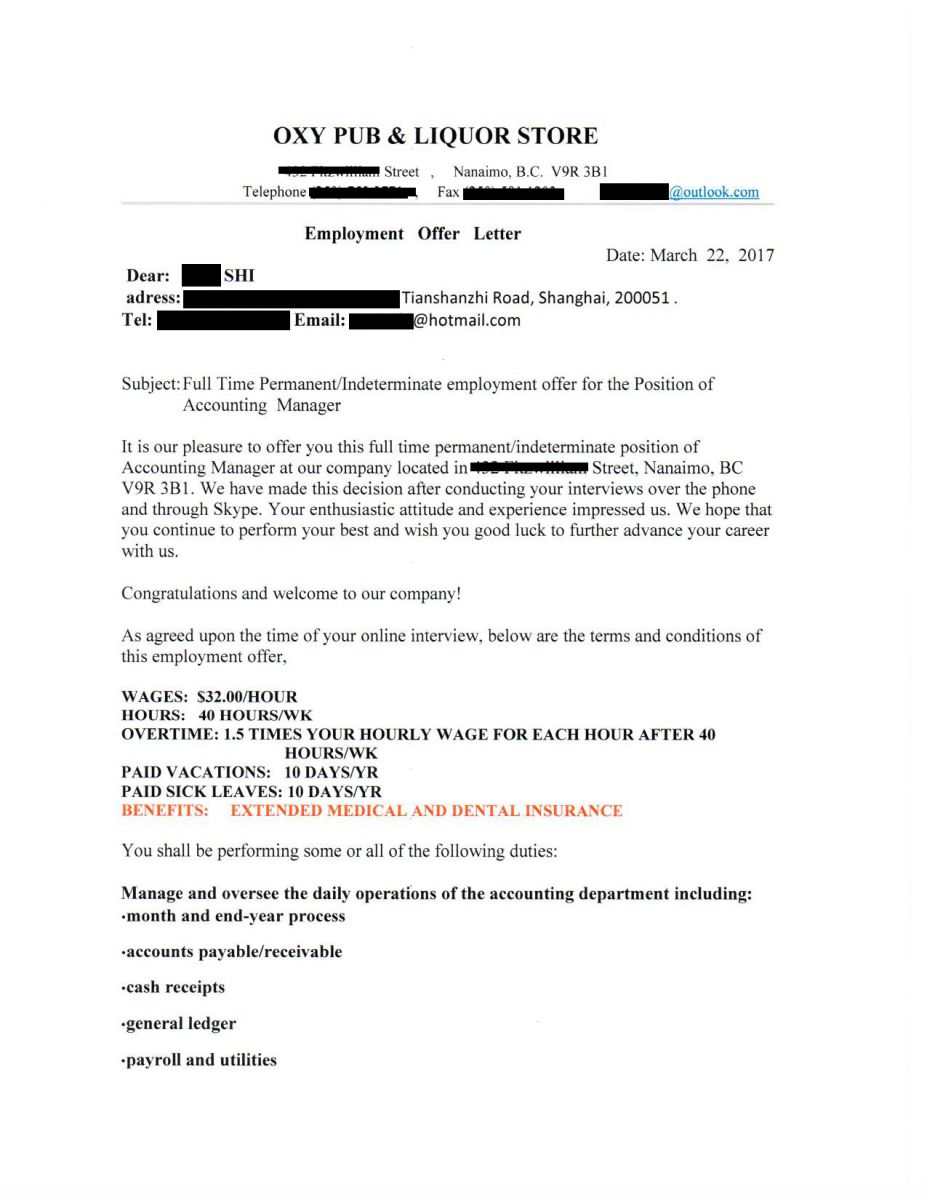 OXY PUB & LIQUOR STORE
Street , Nanaimo, B.C. V9R 3B1
Telephone , Fax @outlook.com
Employment Offer Letter
Date: March 22, 2017
Dear: SHI
adress: Tianshanzhi Road, Shanghai, 200051 .
Tel: Email: @hotmail.com
Subject: Full Time Permanent/Indeterminate employment offer for the Position of
Accounting Manager
It is our pleasure to offer you this full time permanent/indeterminate position of
Accounting Manager at our company located in Street, Nanaimo, BC
V9R 3B1. We have made this decision after conducting your interviews over the phone
and through Skype. Your enthusiastic attitude and experience impressed us. We hope that
you continue to perform your best and wish you good luck to further advance your career
with us.
Congratulations and welcome to our company!
As agreed upon the time of your online interview, below are the terms and conditions of
this employment offer,
WAGES: $32.00/HOUR
HOURS: 40 HOURS/WK
OVERTIME: 1.5 TIMES YOUR HOURLY WAGE FOR EACH HOUR AFTER 40
HOURS/WK
PAID VACATIONS: 10 DAYS/YR
PAID SICK LEAVES: 10 DAYS/YR
BENEFITS: EXTENDED MEDICAL AND DENTAL INSURANCE
You shall be performing some or all of the following duties:
Manage and oversee the daily operations of the accounting department including:
·month and end-year process
·accounts payable/receivable
·cash receipts
·general ledger
·payroll and utilities